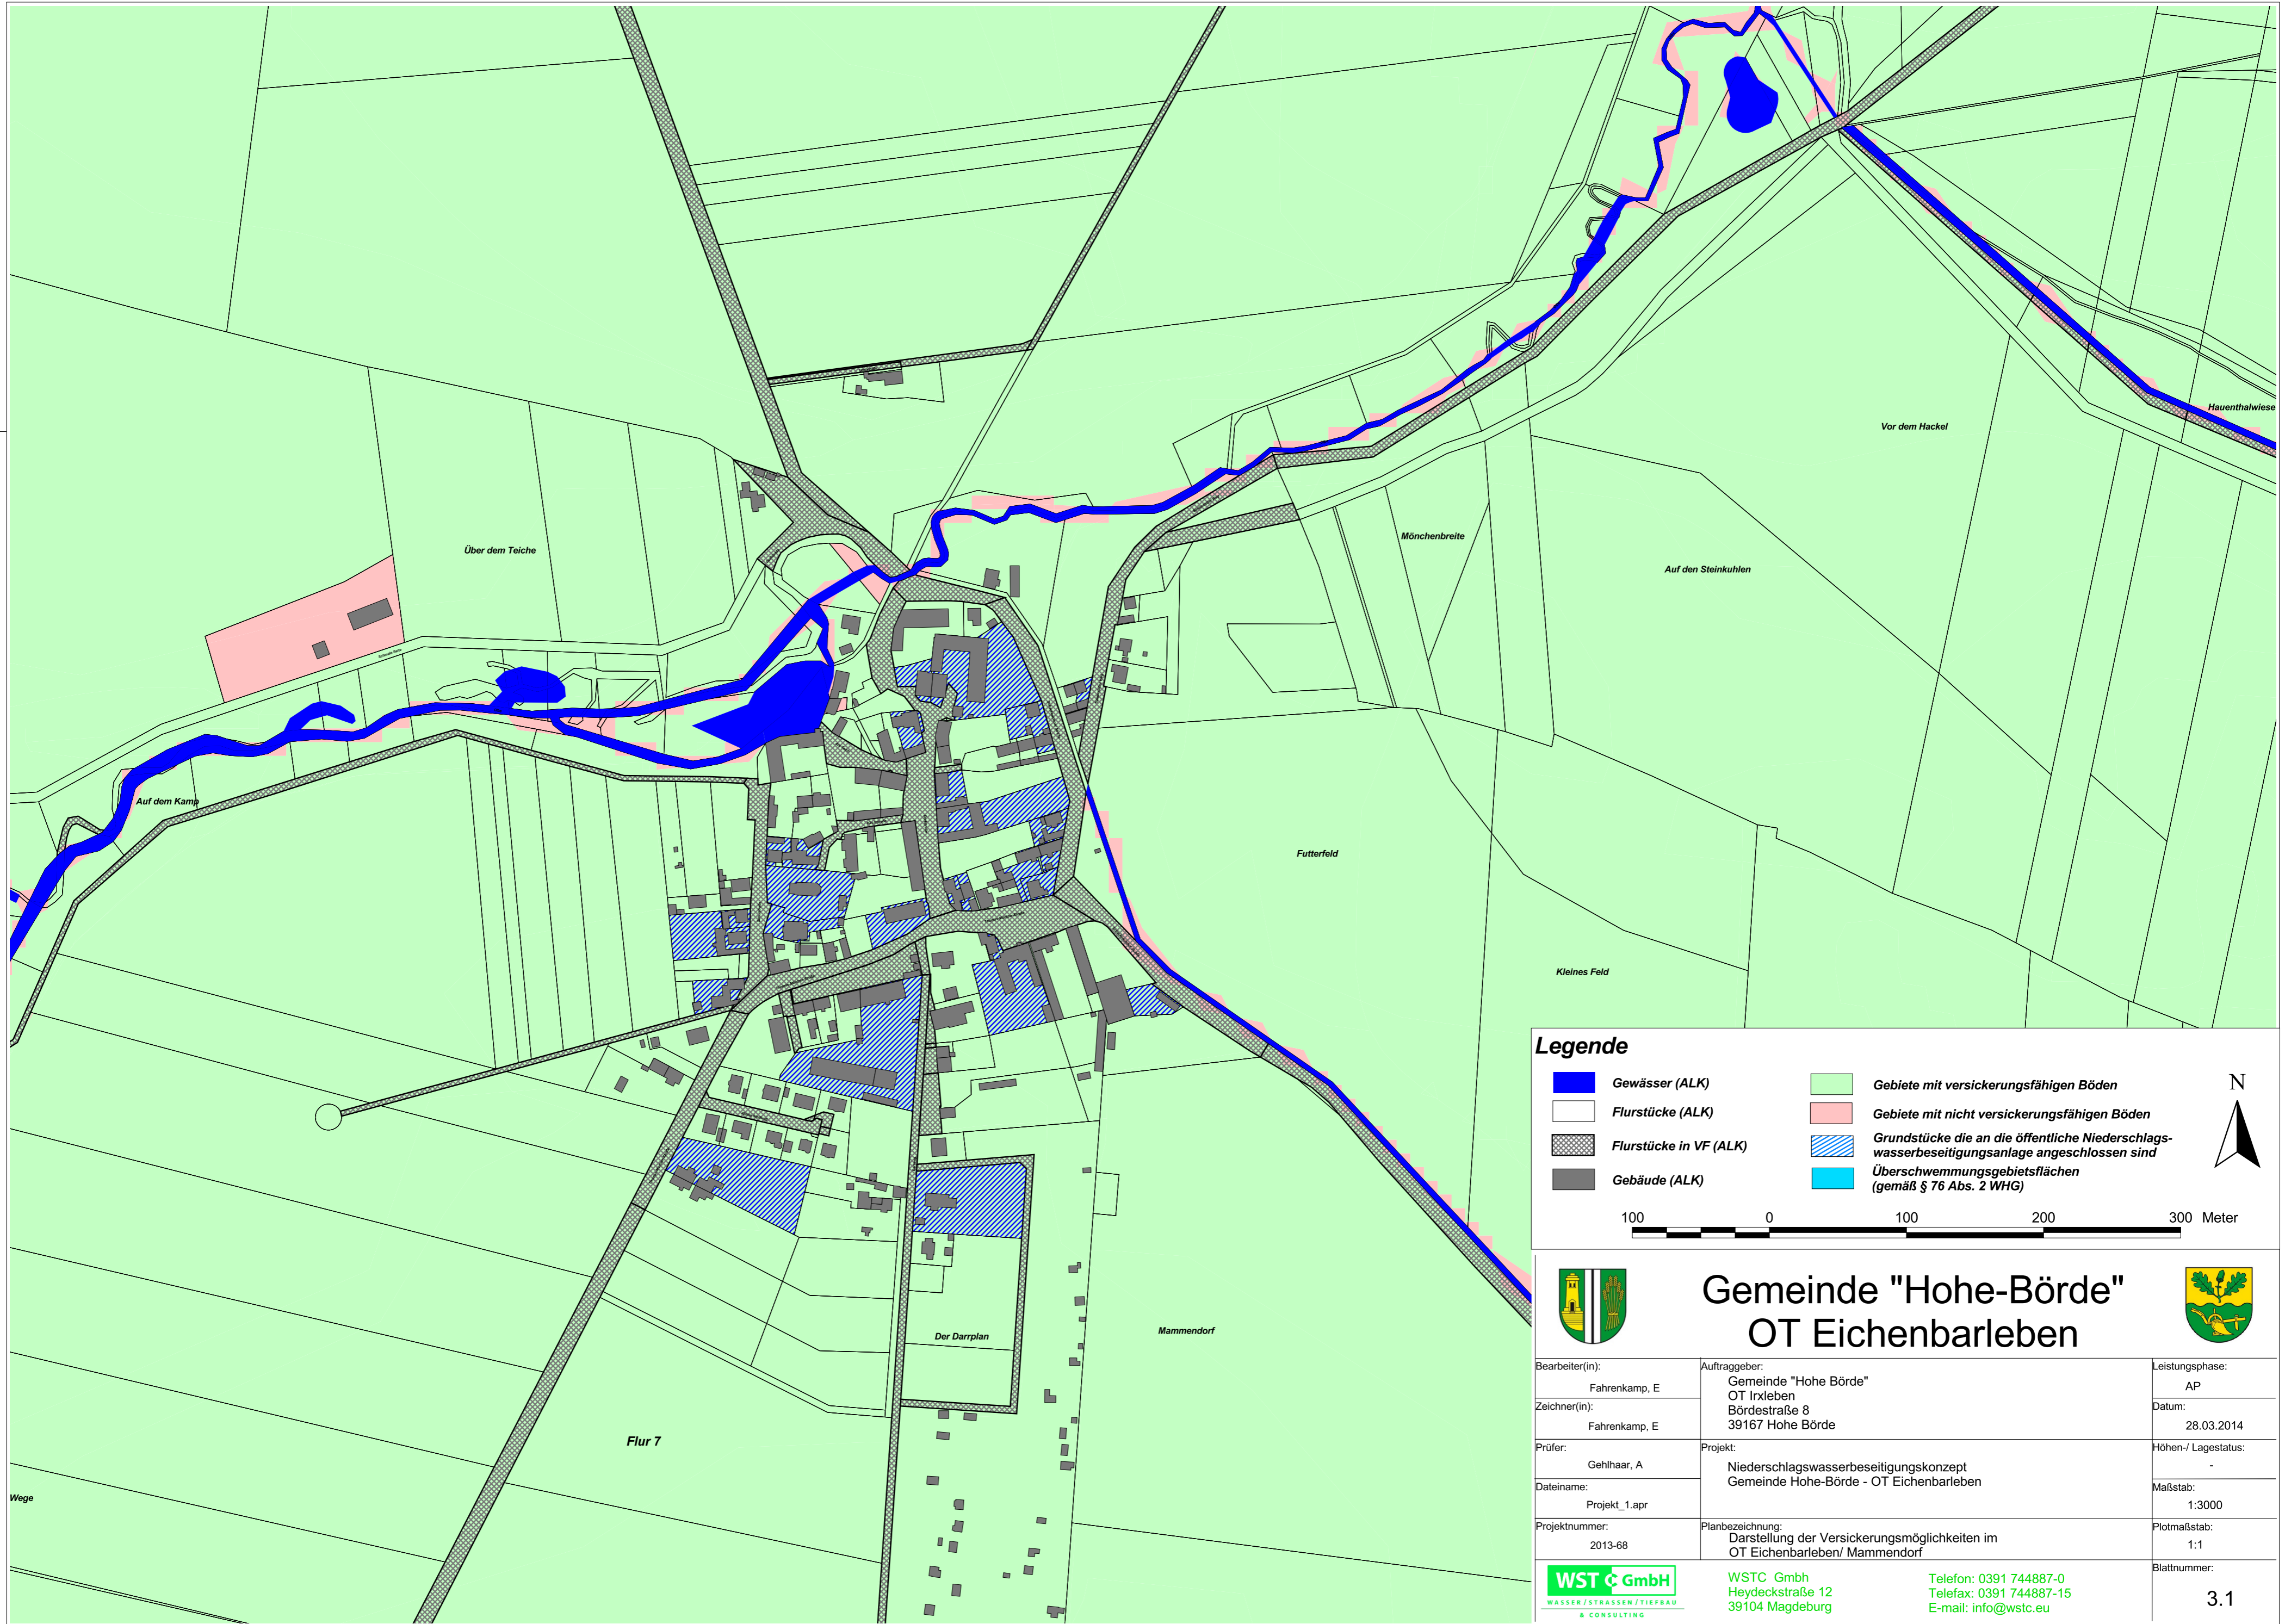 Hauenthalwiese
Vor dem Hackel
Mönchenbreite
Über dem Teiche
Auf den Steinkuhlen
Auf dem Kamp
Futterfeld
Kleines Feld
Der Darrplan
Mammendorf
Flur 7
Wege
Legende
Gewässer (ALK)
Flurstücke (ALK)
Flurstücke in VF (ALK)
Gebäude (ALK)
Gebiete mit versickerungsfähigen Böden
Gebiete mit nicht versickerungsfähigen Böden
Grundstücke die an die öffentliche Niederschlags-
wasserbeseitigungsanlage angeschlossen sind
Überschwemmungsgebietsflächen
(gemäß § 76 Abs. 2 WHG)
N
100 0 100 200 300 Meter
Gemeinde "Hohe-Börde"
OT Eichenbarleben
Bearbeiter(in):
Fahrenkamp, E
Zeichner(in):
Fahrenkamp, E
Prüfer:
Gehlhaar, A
Dateiname:
Projekt_1.apr
Projektnummer:
2013-68
Auftraggeber:
Gemeinde "Hohe Börde"
OT Irxleben
Bördestraße 8
39167 Hohe Börde
Projekt:
Niederschlagswasserbeseitigungskonzept
Gemeinde Hohe-Börde - OT Eichenbarleben
Planbezeichnung:
Darstellung der Versickerungsmöglichkeiten im
OT Eichenbarleben/ Mammendorf
Leistungsphase:
AP
Datum:
28.03.2014
Höhen-/ Lagestatus:
-
Maßstab:
1:3000
Plotmaßstab:
1:1
Blattnummer:
3.1
WST C GmbH
WASSER / STRASSEN / TIEFBAU
& CONSULTING
WSTC Gmbh
Heydeckstraße 12
39104 Magdeburg
Telefon: 0391 744887-0
Telefax: 0391 744887-15
E-mail: info@wstc.eu